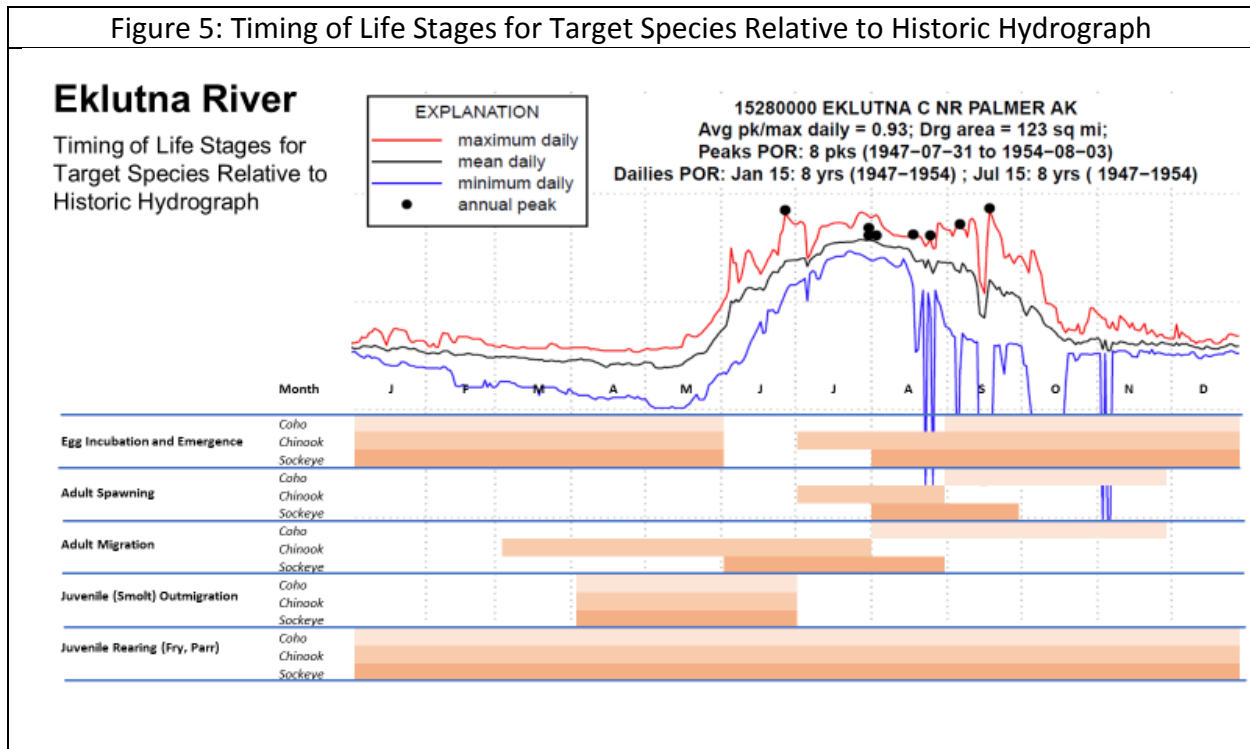 Figure 5: Timing of Life Stages for Target Species Relative to Historic Hydrograph
Eklutna River
Timing of Life Stages for
Target Species Relative to
Historic Hydrograph
EXPLANATION
maximum daily
mean daily
minimum daily
annual peak
15280000 EKLUTNA C NR PALMER AK
Avg pk/max daily = 0.93; Drg area = 123 sq mi;
Peaks POR: 8 pks (1947−07−31 to 1954−08−03)
Dailies POR: Jan 15: 8 yrs (1947−1954) ; Jul 15: 8 yrs ( 1947−1954)
Month J F M A M J J A S O N D
Egg Incubation and Emergence
Coho
Chinook
Sockeye
Adult Spawning
Coho
Chinook
Sockeye
Adult Migration
Coho
Chinook
Sockeye
Juvenile (Smolt) Outmigration
Coho
Chinook
Sockeye
Juvenile Rearing (Fry, Parr)
Coho
Chinook
Sockeye